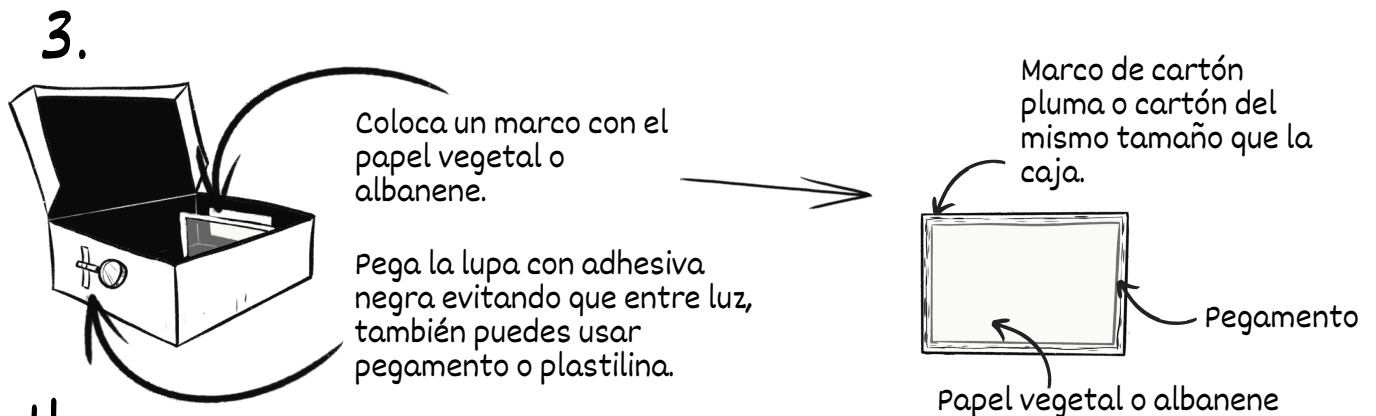 3.
Coloca un marco con el
papel vegetal o
albanene.
Pega la lupa con adhesiva
negra evitando que entre luz,
también puedes usar
pegamento o plastilina.
Marco de cartón
pluma o cartón del
mismo tamaño que la
caja.
Pegamento
Papel vegetal o albanene